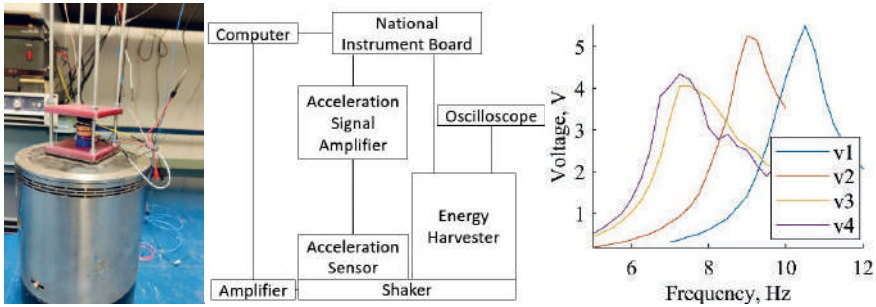 Computer
National
Instrument Board
Acceleration
Signal
Amplifier
Oscilloscope
Energy
Harvester
Acceleration
Sensor
Amplifier
Shaker
Voltage, V
5
4
3
2
1
v1
v2
v3
v4
6
8
10
12
Frequency, Hz